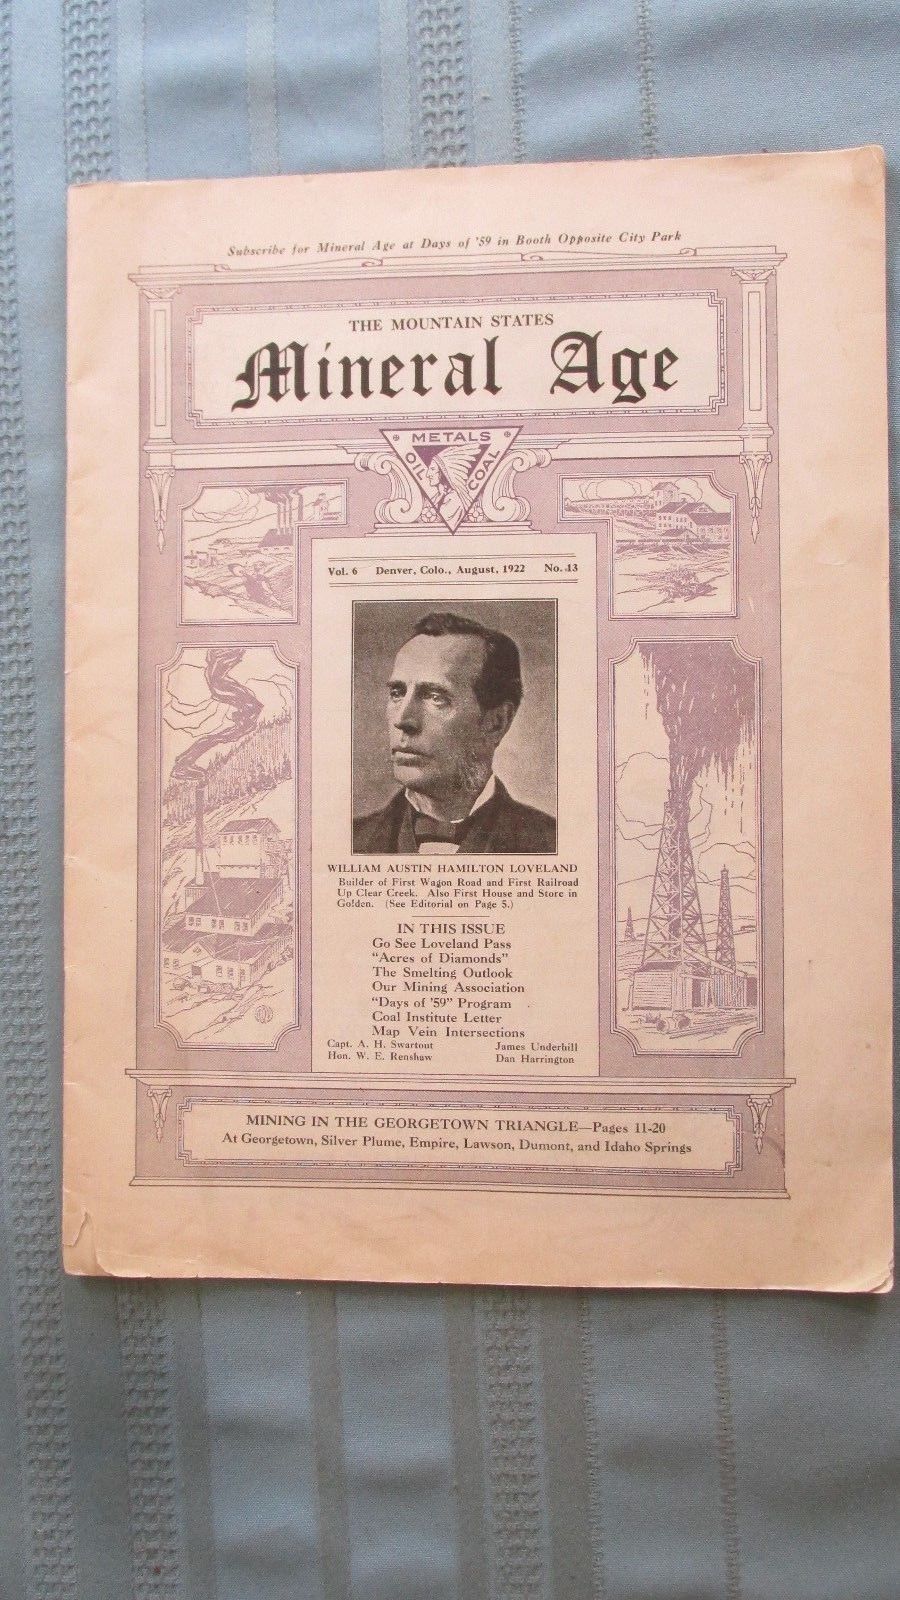 Subscribe for Mineral Age at Days of '59 in Booth Opposite City Park
THE MOUNTAIN STATES
Mineral Age
METALS
OIL
COAL
Vol. 6 Denver, Colo., August, 1922 No. 13
WILLIAM AUSTIN HAMILTON LOVELAND
Builder of First Wagon Road and First Railroad
Up Clear Creek. Also First House and Store in
Golden. (See Editorial on Page 5.)
IN THIS ISSUE
Go See Loveland Pass
"Acres of Diamonds"
The Smelting Outlook
Our Mining Association
"Days of '59" Program
Coal Institute Letter
Map Vein Intersections
Capt. A. H. Swartout James Underhill
Hon. W. E. Renshaw Dan Harrington
MINING IN THE GEORGETOWN TRIANGLE—Pages 11-20
At Georgetown, Silver Plume, Empire, Lawson, Dumont, and Idaho Springs